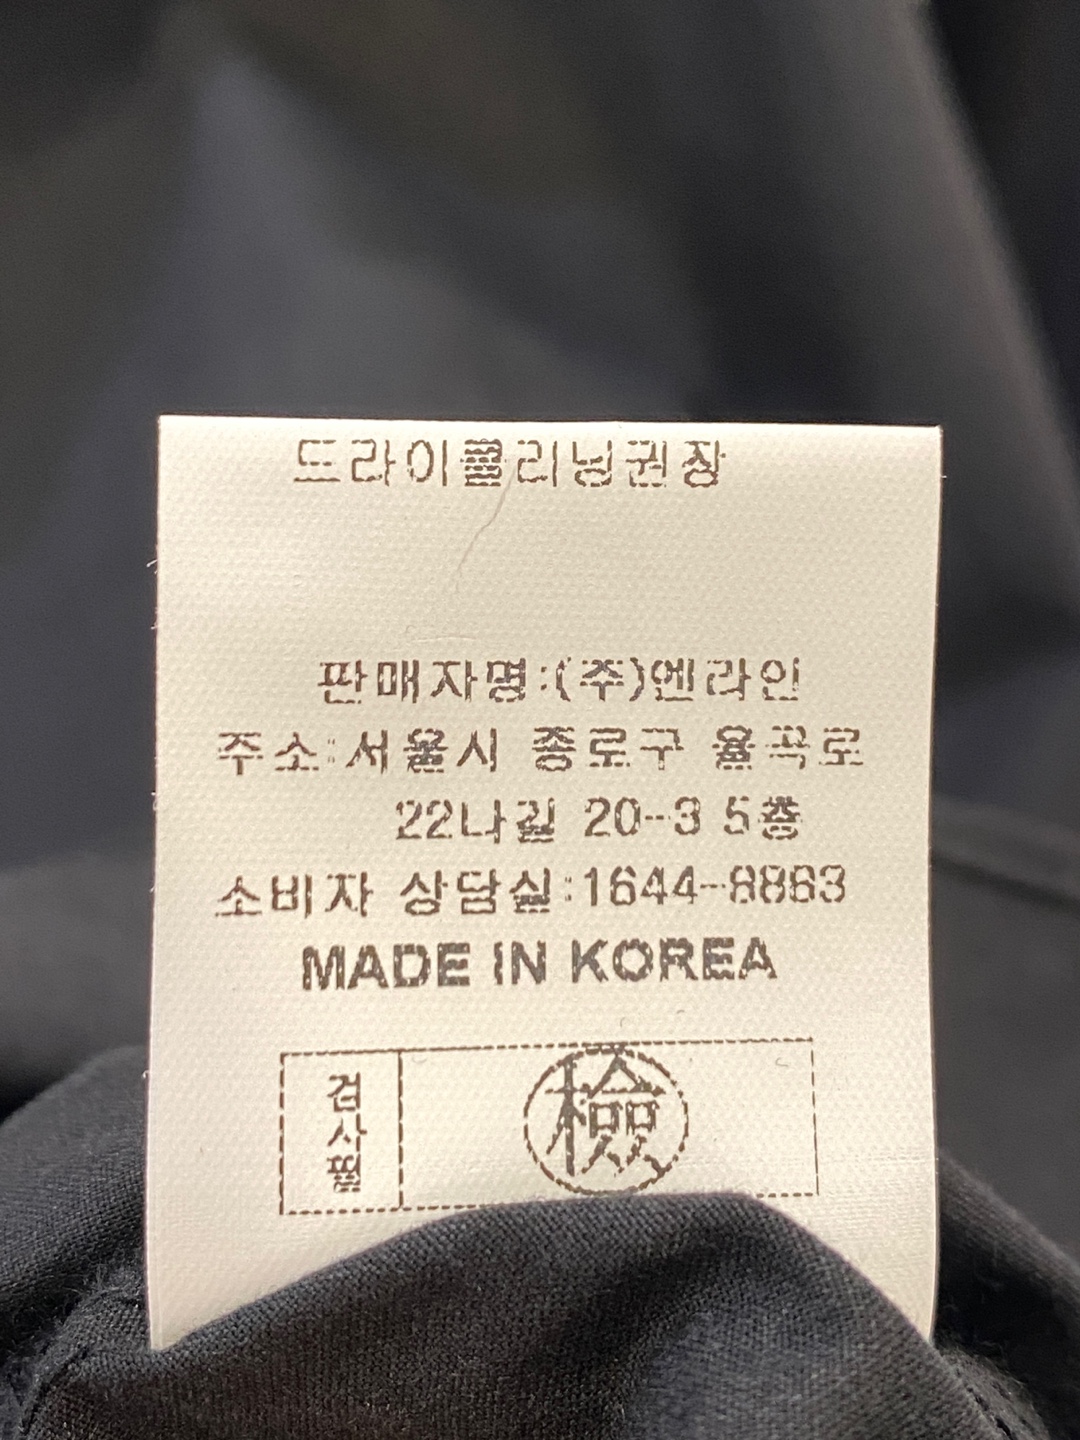 드라이클리닝권장
판매자명:(주)엔라인
주소:서울시 종로구 율곡로
22나길 20-3 5층
소비자 상담실:1644-8863
MADE IN KOREA
검사필
檢